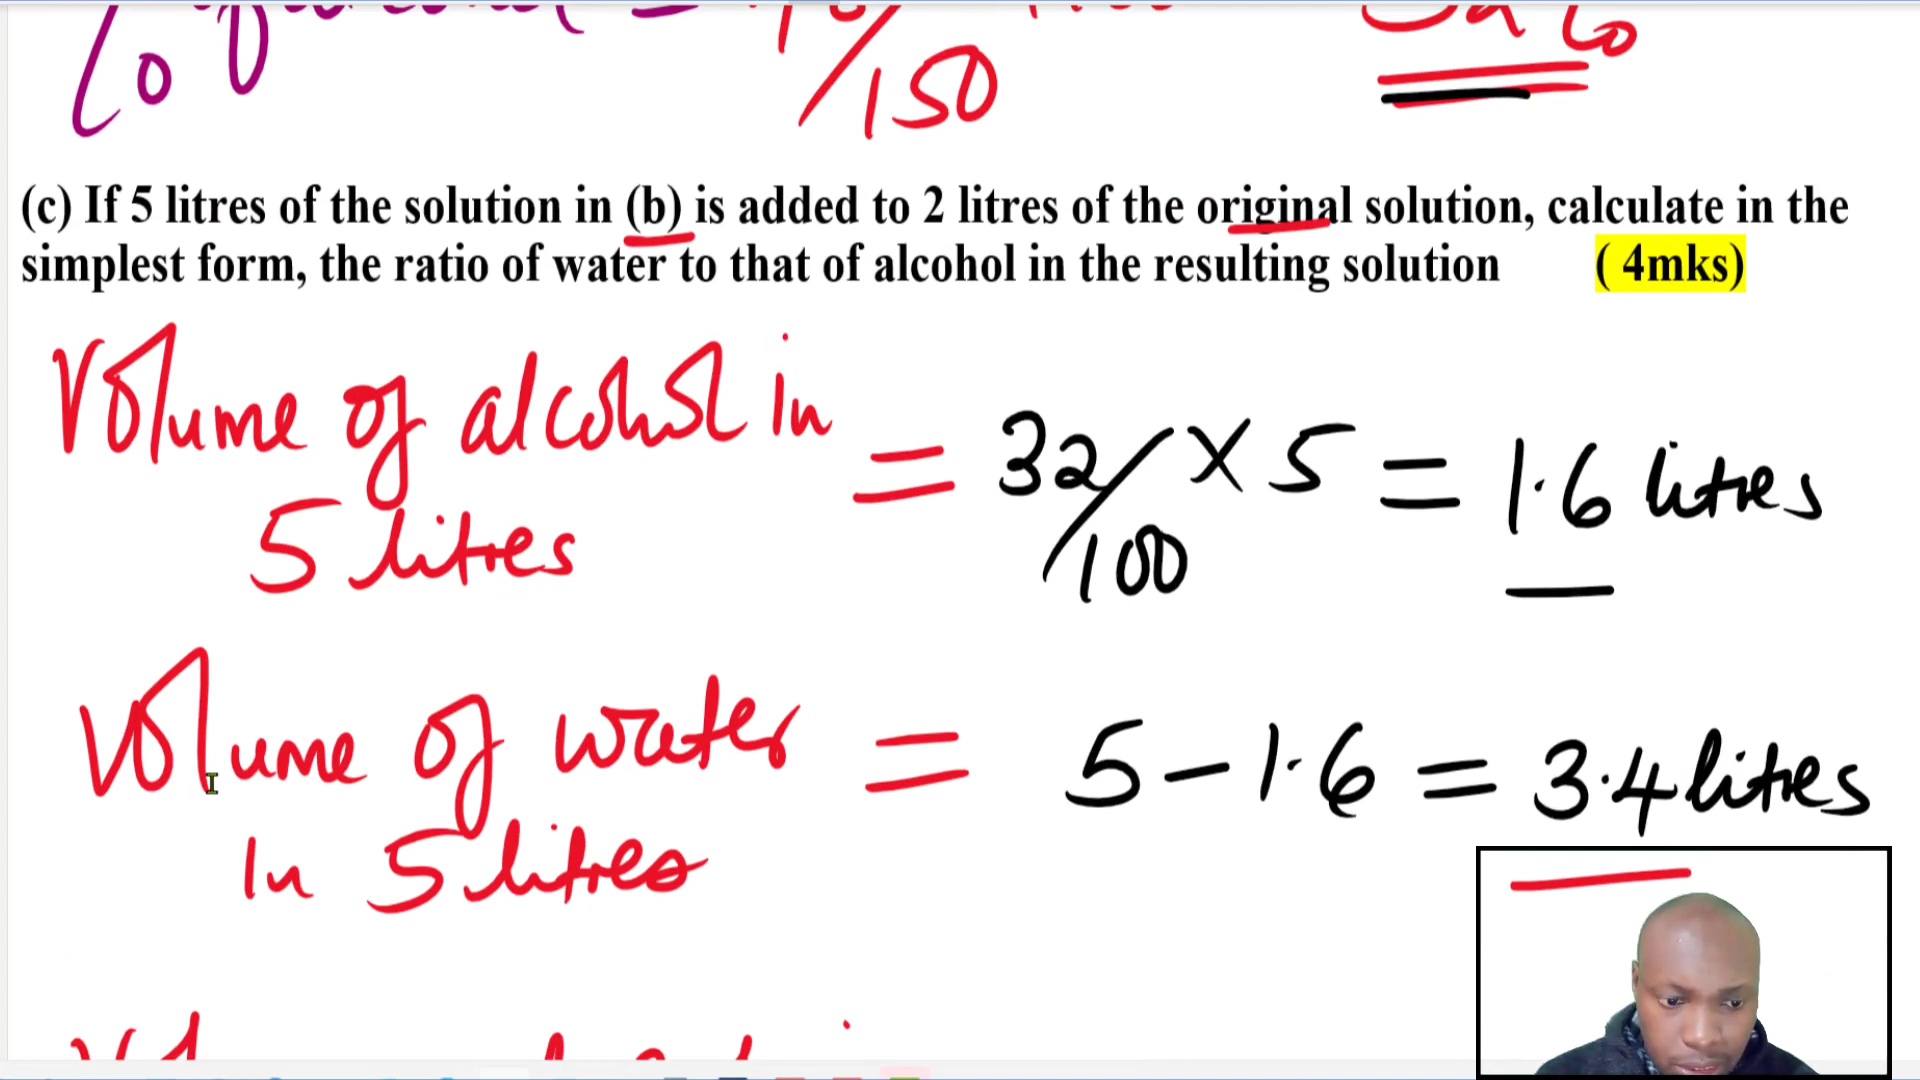 % of alcohol =
/150
32%
(c) If 5 litres of the solution in (b) is added to 2 litres of the original solution, calculate in the
simplest form, the ratio of water to that of alcohol in the resulting solution ( 4mks)
Volume of alcohol in
5 litres
= 32/100 × 5 = 1.6 litres
Volume of water
In 5 litres
= 5 - 1.6 = 3.4 litres